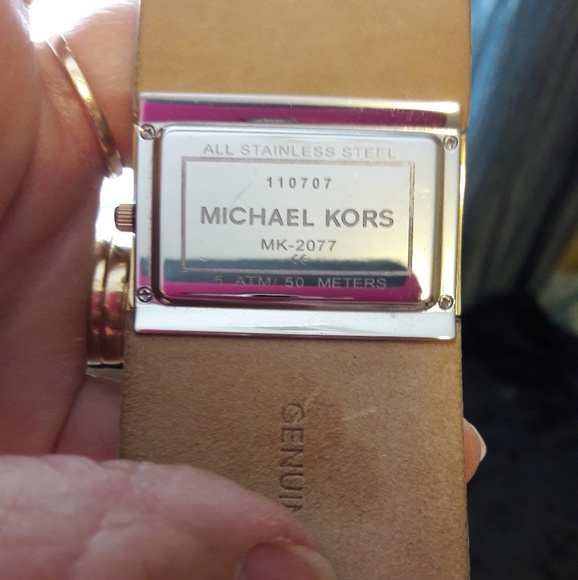 ALL STAINLESS STEEL
110707
MICHAEL KORS
MK-2077
CE
5 ATM/ 50 METERS
GENUIN